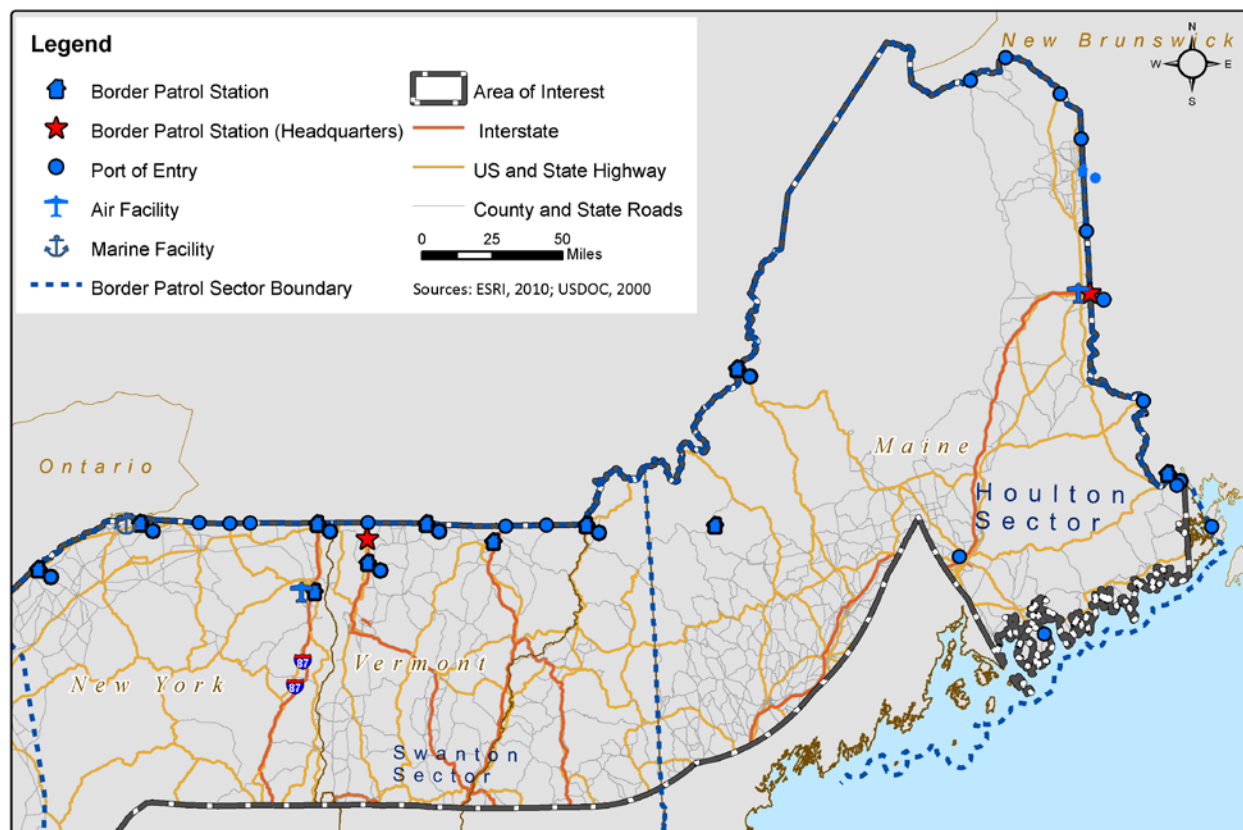 Legend
Border Patrol Station
Border Patrol Station (Headquarters)
Port of Entry
Air Facility
Marine Facility
Border Patrol Sector Boundary
Area of Interest
Interstate
US and State Highway
County and State Roads
0 25 50
Miles
Sources: ESRI, 2010; USDOC, 2000
New Brunswick
N
W E
S
Ontario
Maine
Houlton
Sector
87
87
Vermont
New York
Swanton
Sector